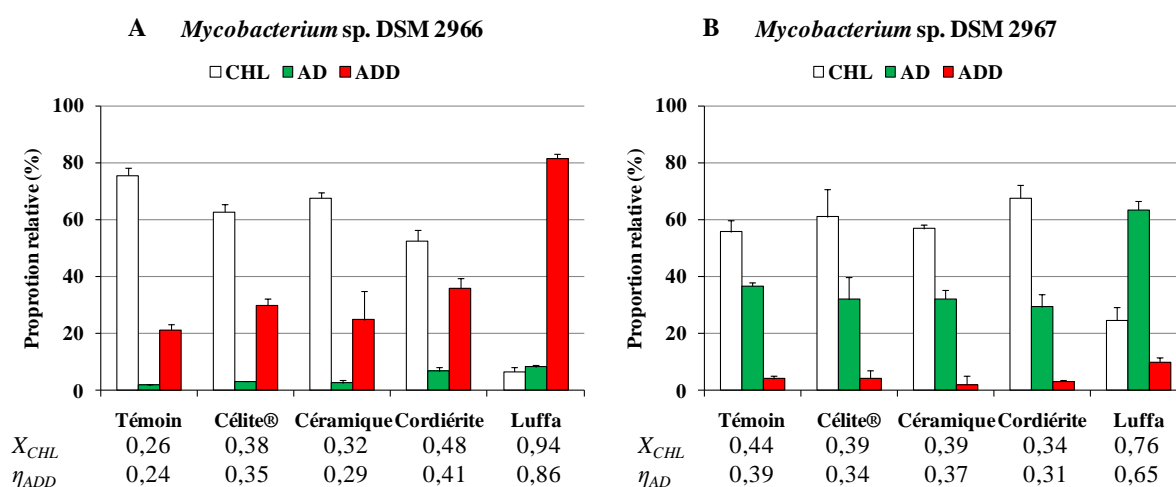 A Mycobacterium sp. DSM 2966
CHL AD ADD
Proportion relative (%)
100
80
60
40
20
0
Témoin Célite® Céramique Cordiérite Luffa
X_CHL 0,26 0,38 0,32 0,48 0,94
η_ADD 0,24 0,35 0,29 0,41 0,86
B Mycobacterium sp. DSM 2967
CHL AD ADD
Proportion relative (%)
100
80
60
40
20
0
Témoin Célite® Céramique Cordiérite Luffa
X_CHL 0,44 0,39 0,39 0,34 0,76
η_AD 0,39 0,34 0,37 0,31 0,65